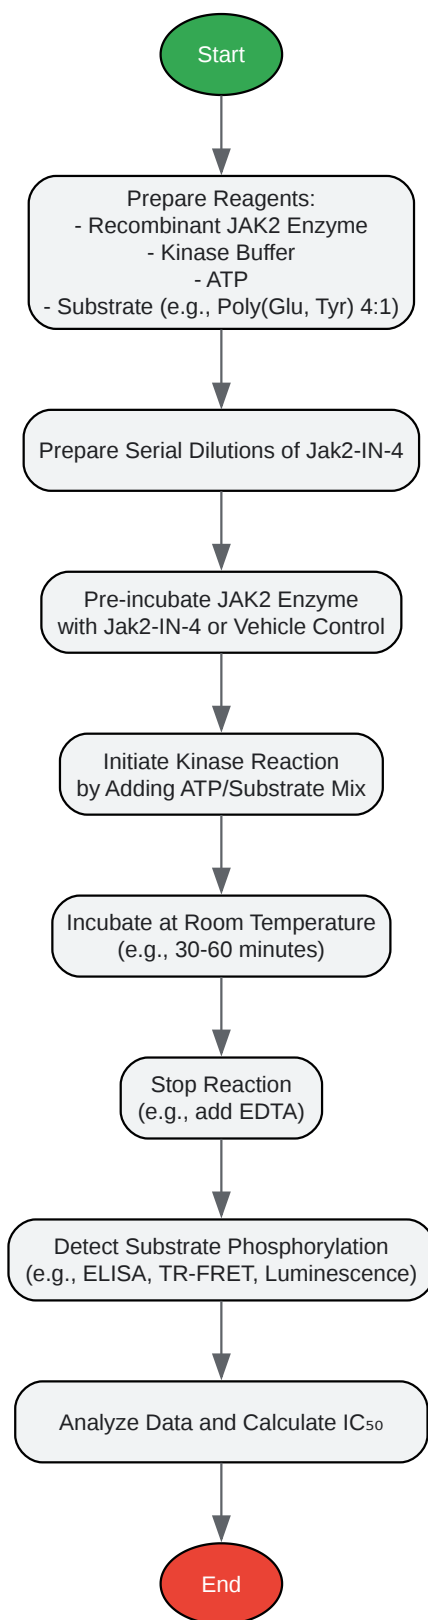 Start
Prepare Reagents:
- Recombinant JAK2 Enzyme
- Kinase Buffer
- ATP
- Substrate (e.g., Poly(Glu, Tyr) 4:1)
Prepare Serial Dilutions of Jak2-IN-4
Pre-incubate JAK2 Enzyme
with Jak2-IN-4 or Vehicle Control
Initiate Kinase Reaction
by Adding ATP/Substrate Mix
Incubate at Room Temperature
(e.g., 30-60 minutes)
Stop Reaction
(e.g., add EDTA)
Detect Substrate Phosphorylation
(e.g., ELISA, TR-FRET, Luminescence)
Analyze Data and Calculate IC₅₀
End